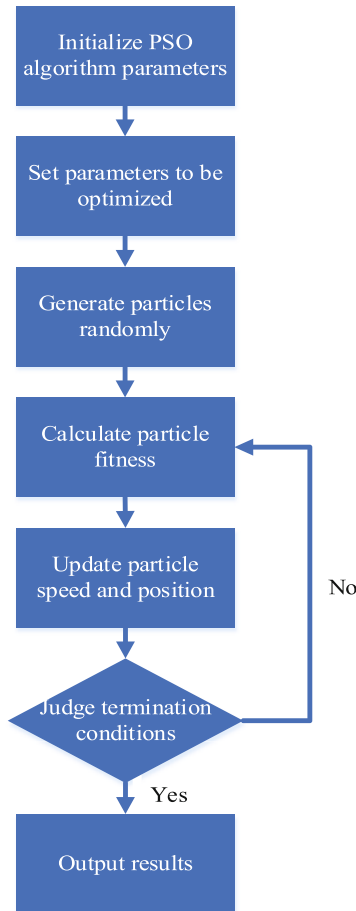 Initialize PSO
algorithm parameters
Set parameters to be
optimized
Generate particles
randomly
Calculate particle
fitness
Update particle
speed and position
No
Judge termination
conditions
Yes
Output results